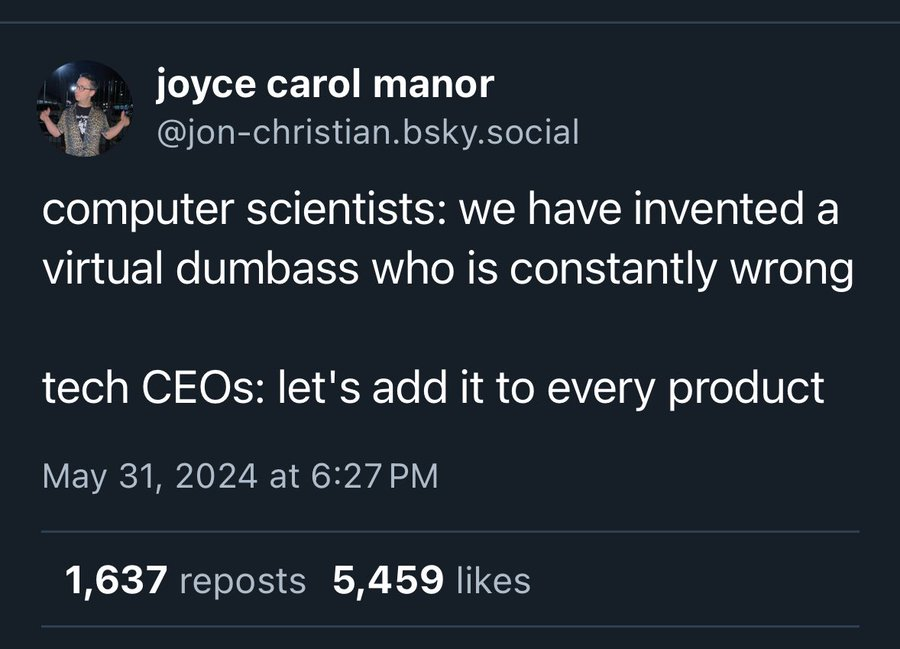 joyce carol manor
@jon-christian.bsky.social
computer scientists: we have invented a
virtual dumbass who is constantly wrong
tech CEOs: let's add it to every product
May 31, 2024 at 6:27 PM
1,637 reposts 5,459 likes